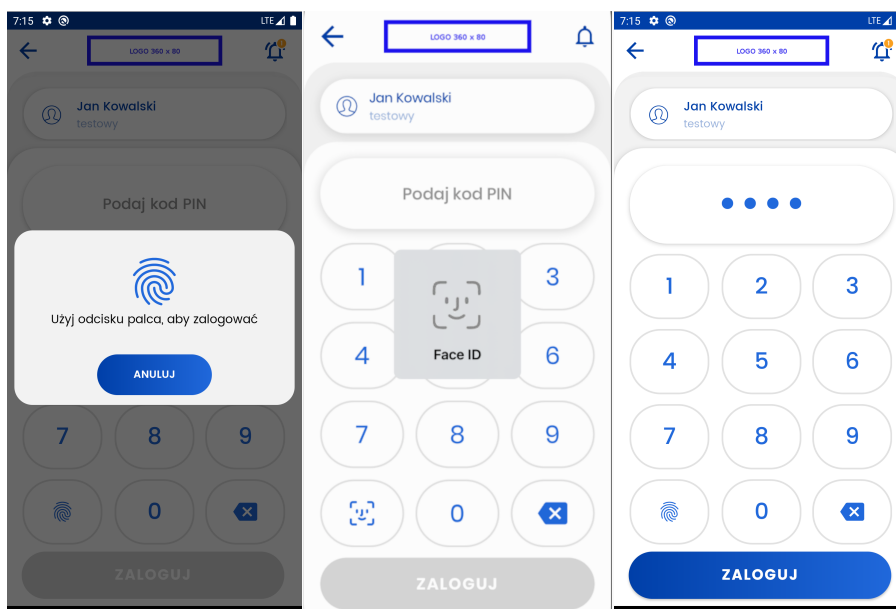 7:15
LTE
LOGO 360 x 80
Jan Kowalski
testowy
Podaj kod PIN
Użyj odcisku palca, aby zalogować
ANULUJ
7
8
9
0
ZALOGUJ
LOGO 360 x 80
Jan Kowalski
testowy
Podaj kod PIN
1
3
Face ID
4
6
7
8
9
0
ZALOGUJ
7:15
LTE
LOGO 360 x 80
Jan Kowalski
testowy
1
2
3
4
5
6
7
8
9
0
ZALOGUJ